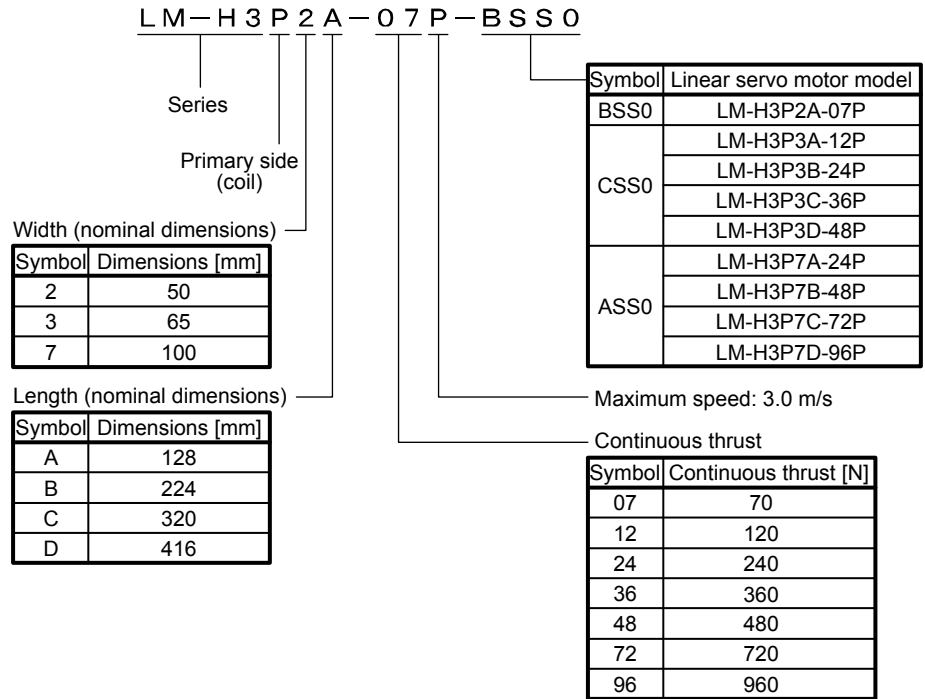 LM-H3P2A-07P-BSS0
Series
Primary side
(coil)
Width (nominal dimensions)
Symbol Dimensions [mm]
2 50
3 65
7 100
Length (nominal dimensions)
Symbol Dimensions [mm]
A 128
B 224
C 320
D 416
Symbol Linear servo motor model
BSS0 LM-H3P2A-07P
CSS0 LM-H3P3A-12P
LM-H3P3B-24P
LM-H3P3C-36P
LM-H3P3D-48P
ASS0 LM-H3P7A-24P
LM-H3P7B-48P
LM-H3P7C-72P
LM-H3P7D-96P
Maximum speed: 3.0 m/s
Continuous thrust
Symbol Continuous thrust [N]
07 70
12 120
24 240
36 360
48 480
72 720
96 960